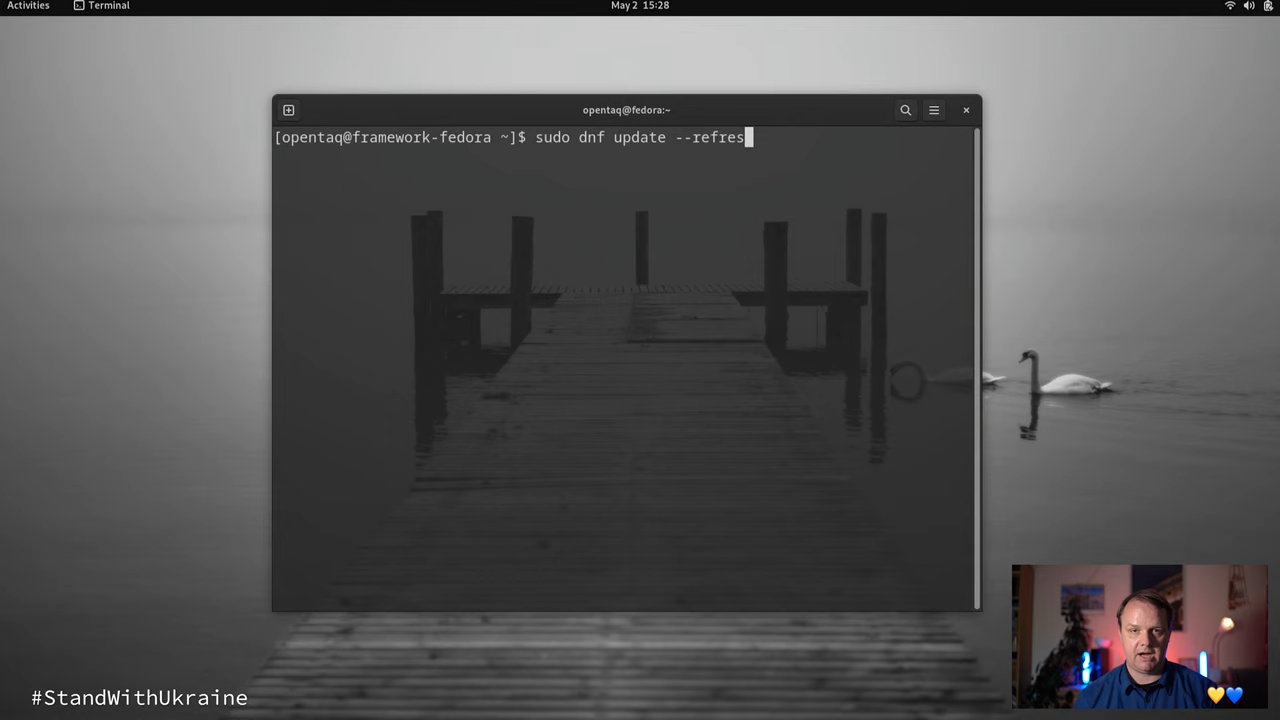 Activities
Terminal
May 2 15:28
opentaq@fedora:~
[opentaq@framework-fedora ~]$ sudo dnf update --refres
#StandWithUkraine